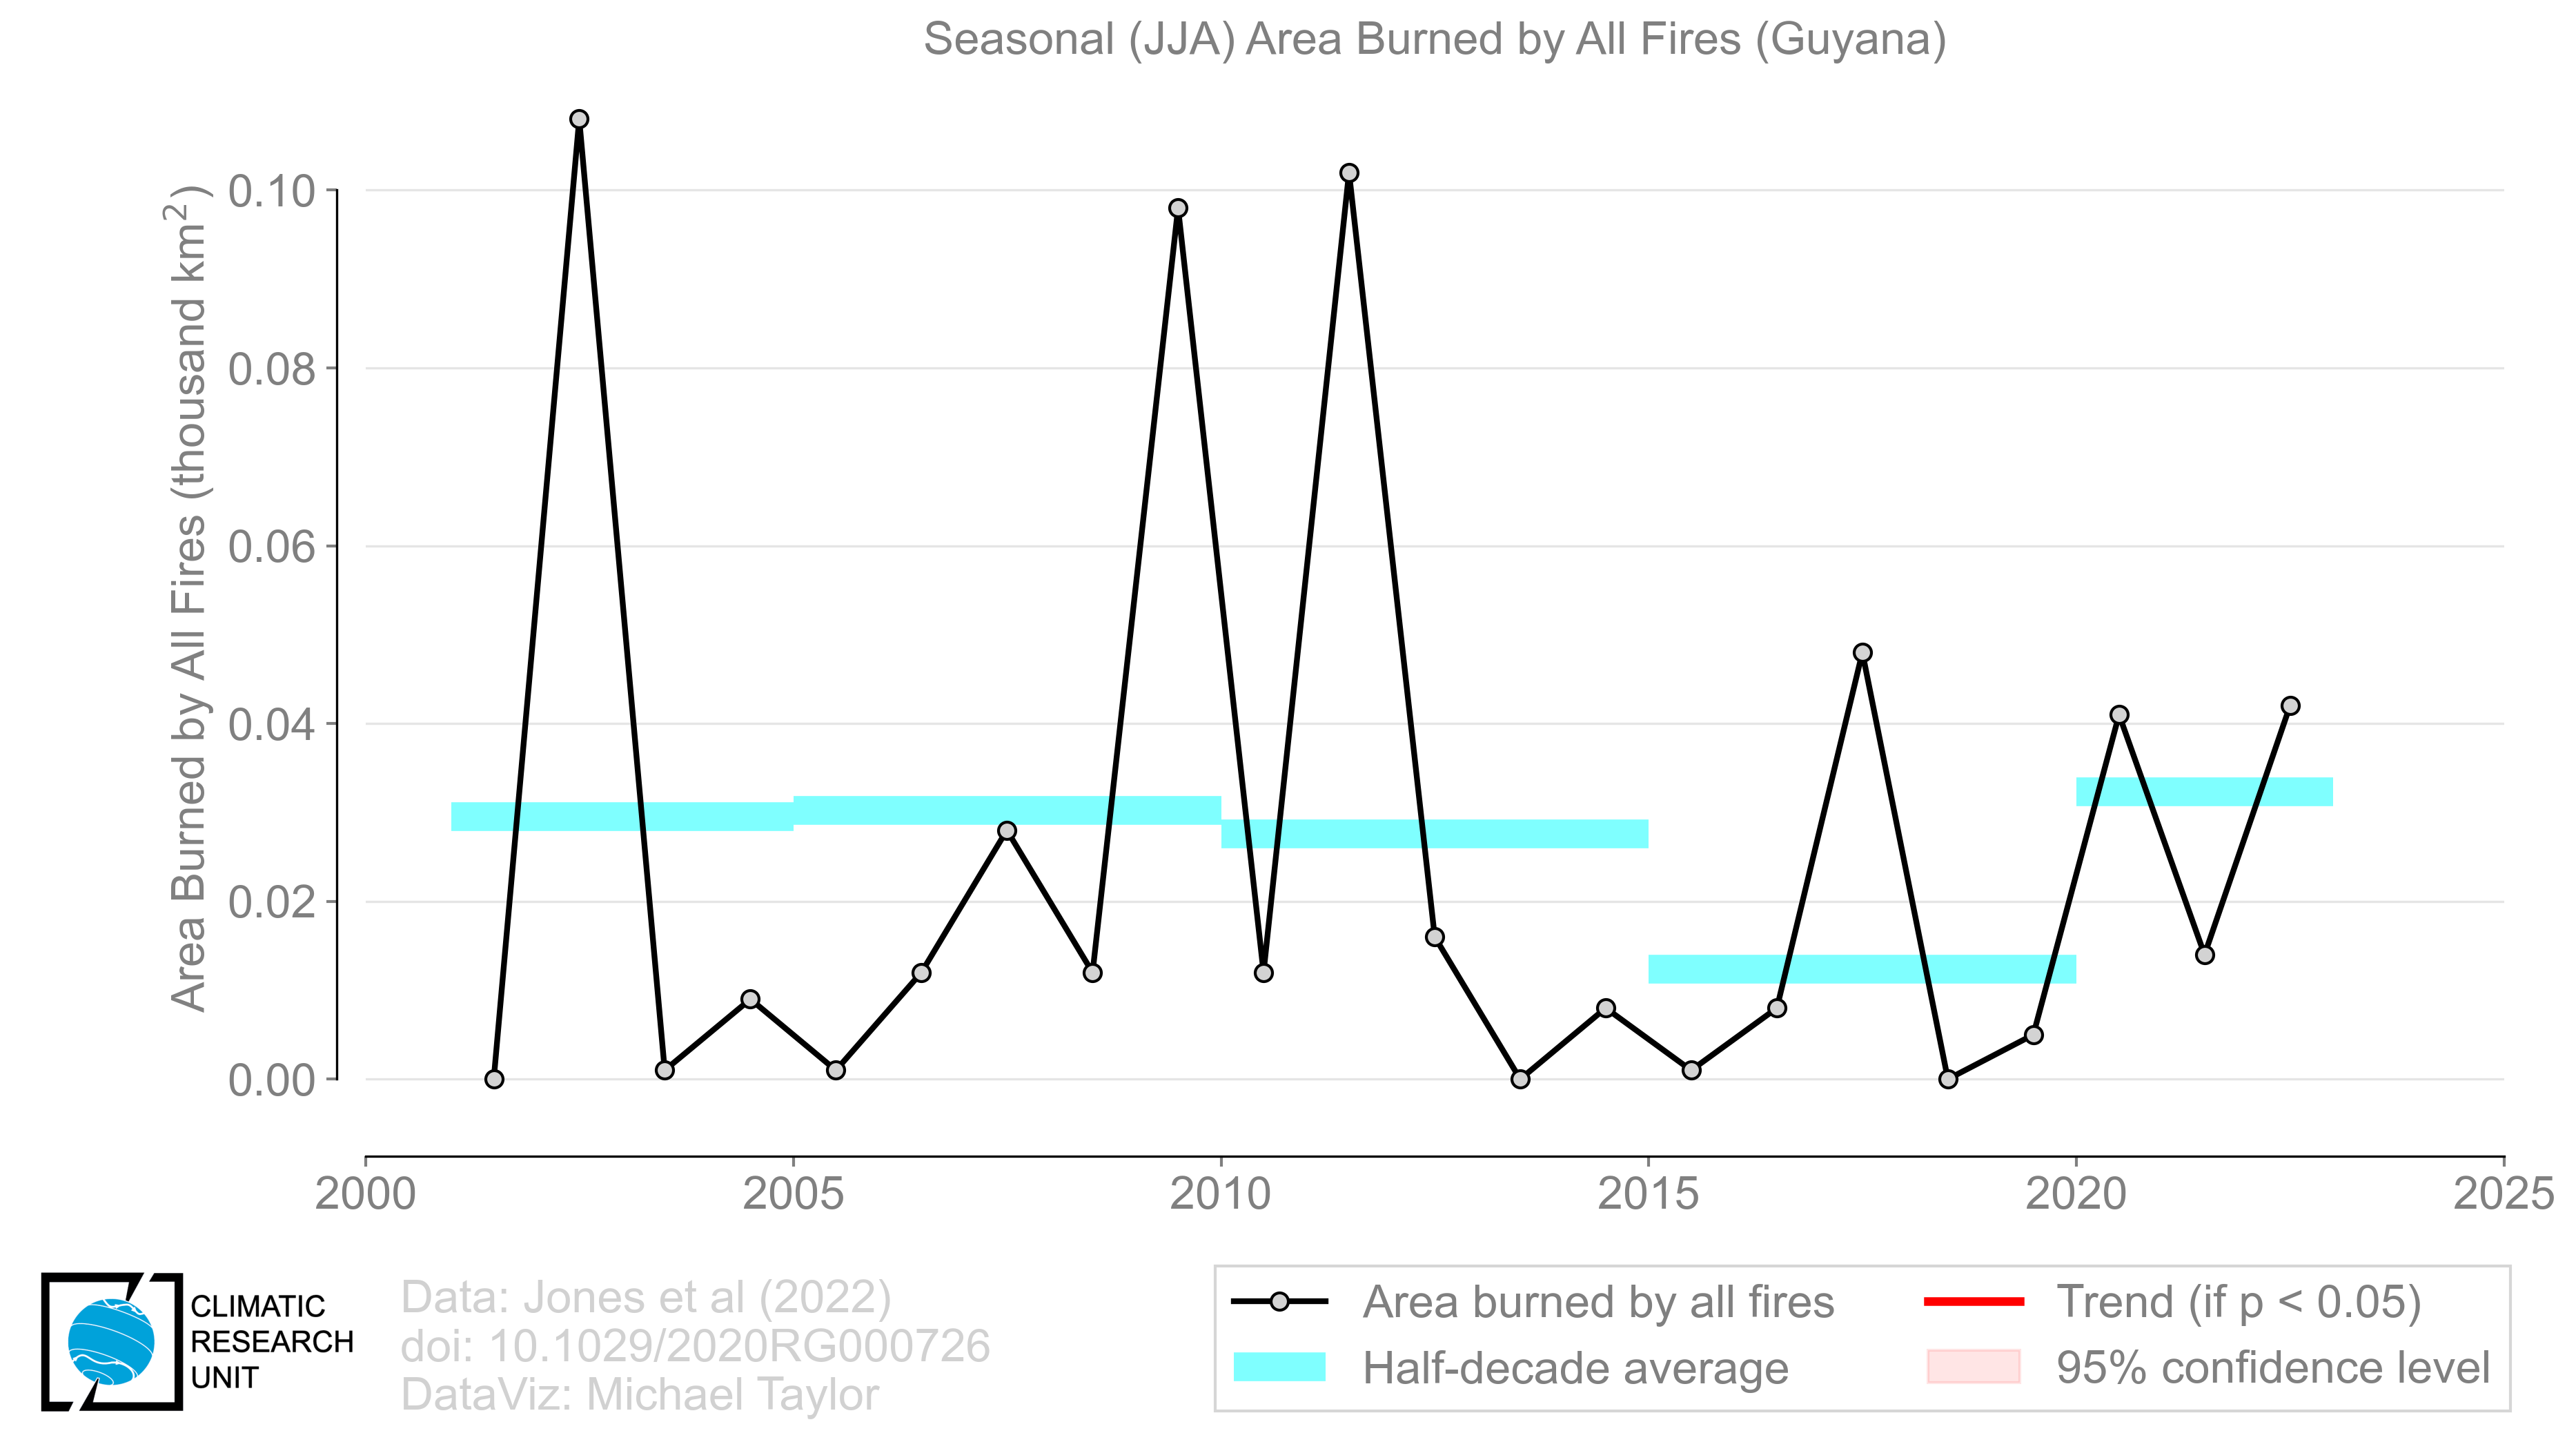 Seasonal (JJA) Area Burned by All Fires (Guyana)
Area Burned by All Fires (thousand km²)
0.10
0.08
0.06
0.04
0.02
0.00
2000 2005 2010 2015 2020 2025
CLIMATIC
RESEARCH
UNIT
Data: Jones et al (2022)
doi: 10.1029/2020RG000726
DataViz: Michael Taylor
Area burned by all fires
Half-decade average
Trend (if p < 0.05)
95% confidence level